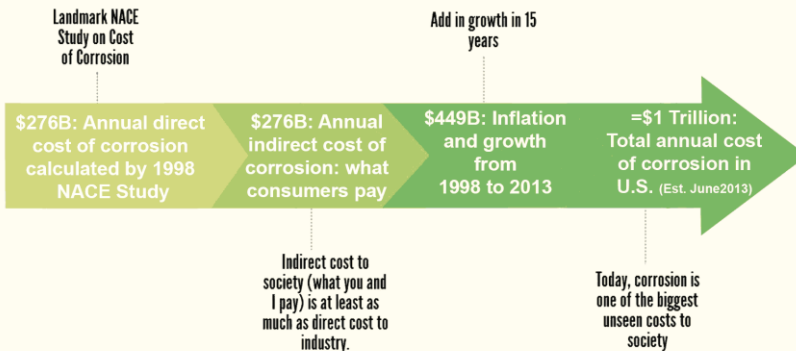 Landmark NACE
Study on Cost
of Corrosion
Add in growth in 15
years
$276B: Annual direct
cost of corrosion
calculated by 1998
NACE Study
$276B: Annual
indirect cost of
corrosion: what
consumers pay
$449B: Inflation
and growth
from
1998 to 2013
=$1 Trillion:
Total annual cost
of corrosion in
U.S. (Est. June2013)
Indirect cost to
society (what you and
I pay) is at least as
much as direct cost to
industry.
Today, corrosion is
one of the biggest
unseen costs to
society